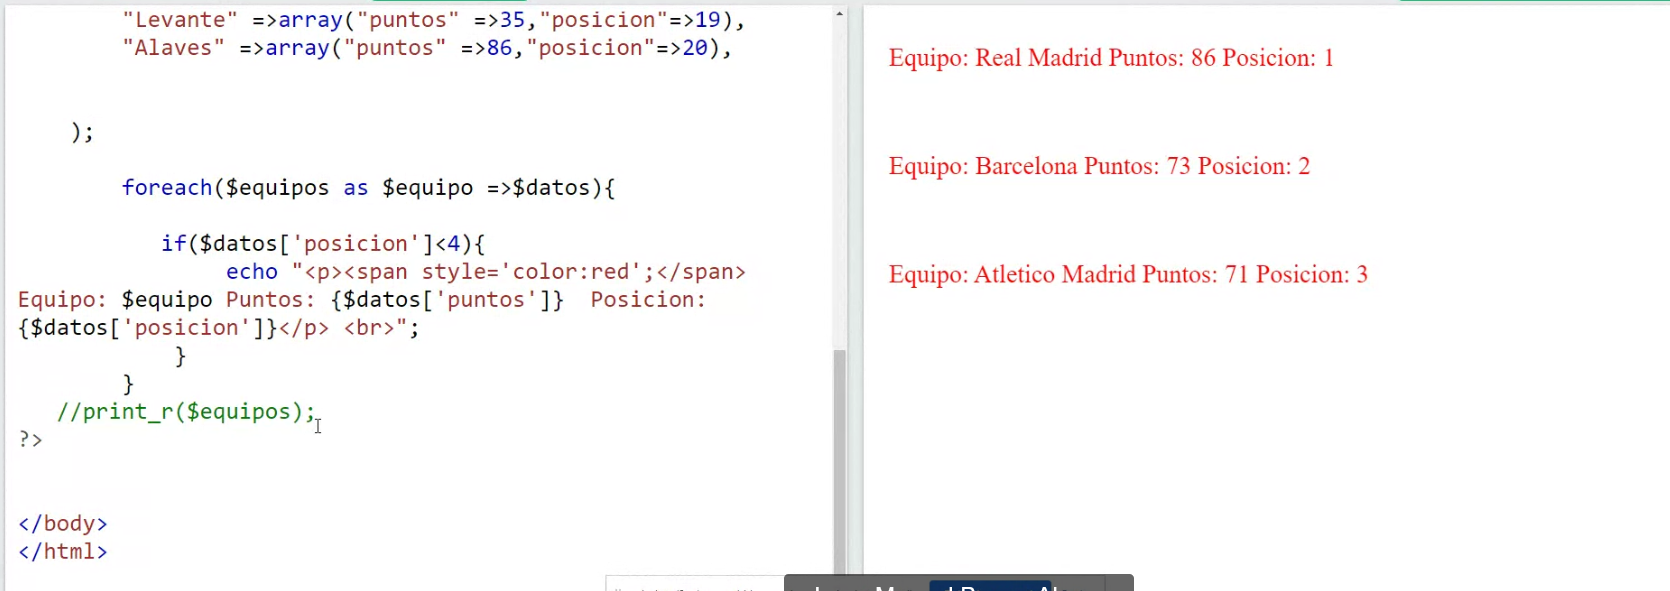 "Levante" =>array("puntos" =>35,"posicion"=>19),
"Alaves" =>array("puntos" =>86,"posicion"=>20),
);
foreach($equipos as $equipo =>$datos){
if($datos['posicion']<4){
echo "<p><span style='color:red';</span>
Equipo: $equipo Puntos: {$datos['puntos']}  Posicion:
{$datos['posicion']}</p> <br>";
}
}
//print_r($equipos);
?>
</body>
</html>
Equipo: Real Madrid Puntos: 86 Posicion: 1
Equipo: Barcelona Puntos: 73 Posicion: 2
Equipo: Atletico Madrid Puntos: 71 Posicion: 3